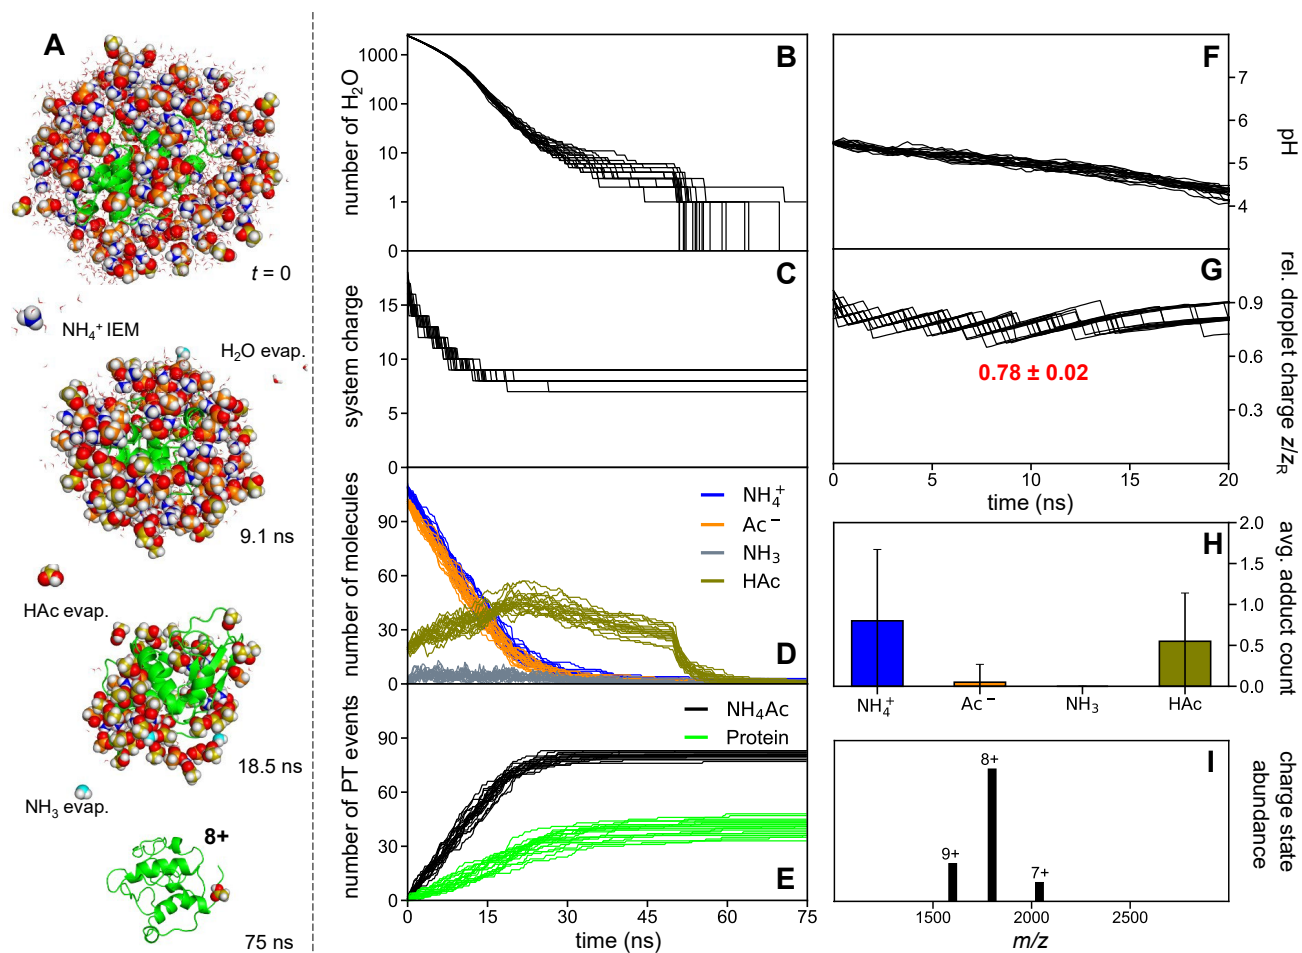 A
t = 0
NH₄⁺ IEM
H₂O evap.
9.1 ns
HAc evap.
18.5 ns
NH₃ evap.
8+
75 ns
B
number of H₂O
1000
100
10
1
0
C
system charge
15
10
5
0
D
number of molecules
90
60
30
0
NH₄⁺
Ac⁻
NH₃
HAc
E
number of PT events
90
60
30
0
NH₄Ac
Protein
0 15 30 45 60 75
time (ns)
F
pH
7
6
5
4
G
rel. droplet charge z/z_R
0.9
0.6
0.3
0.78 ± 0.02
0 5 10 15 20
time (ns)
H
avg. adduct count
2.0
1.5
1.0
0.5
0.0
NH₄⁺ Ac⁻ NH₃ HAc
I
charge state
abundance
9+
8+
7+
1500 2000 2500
m/z